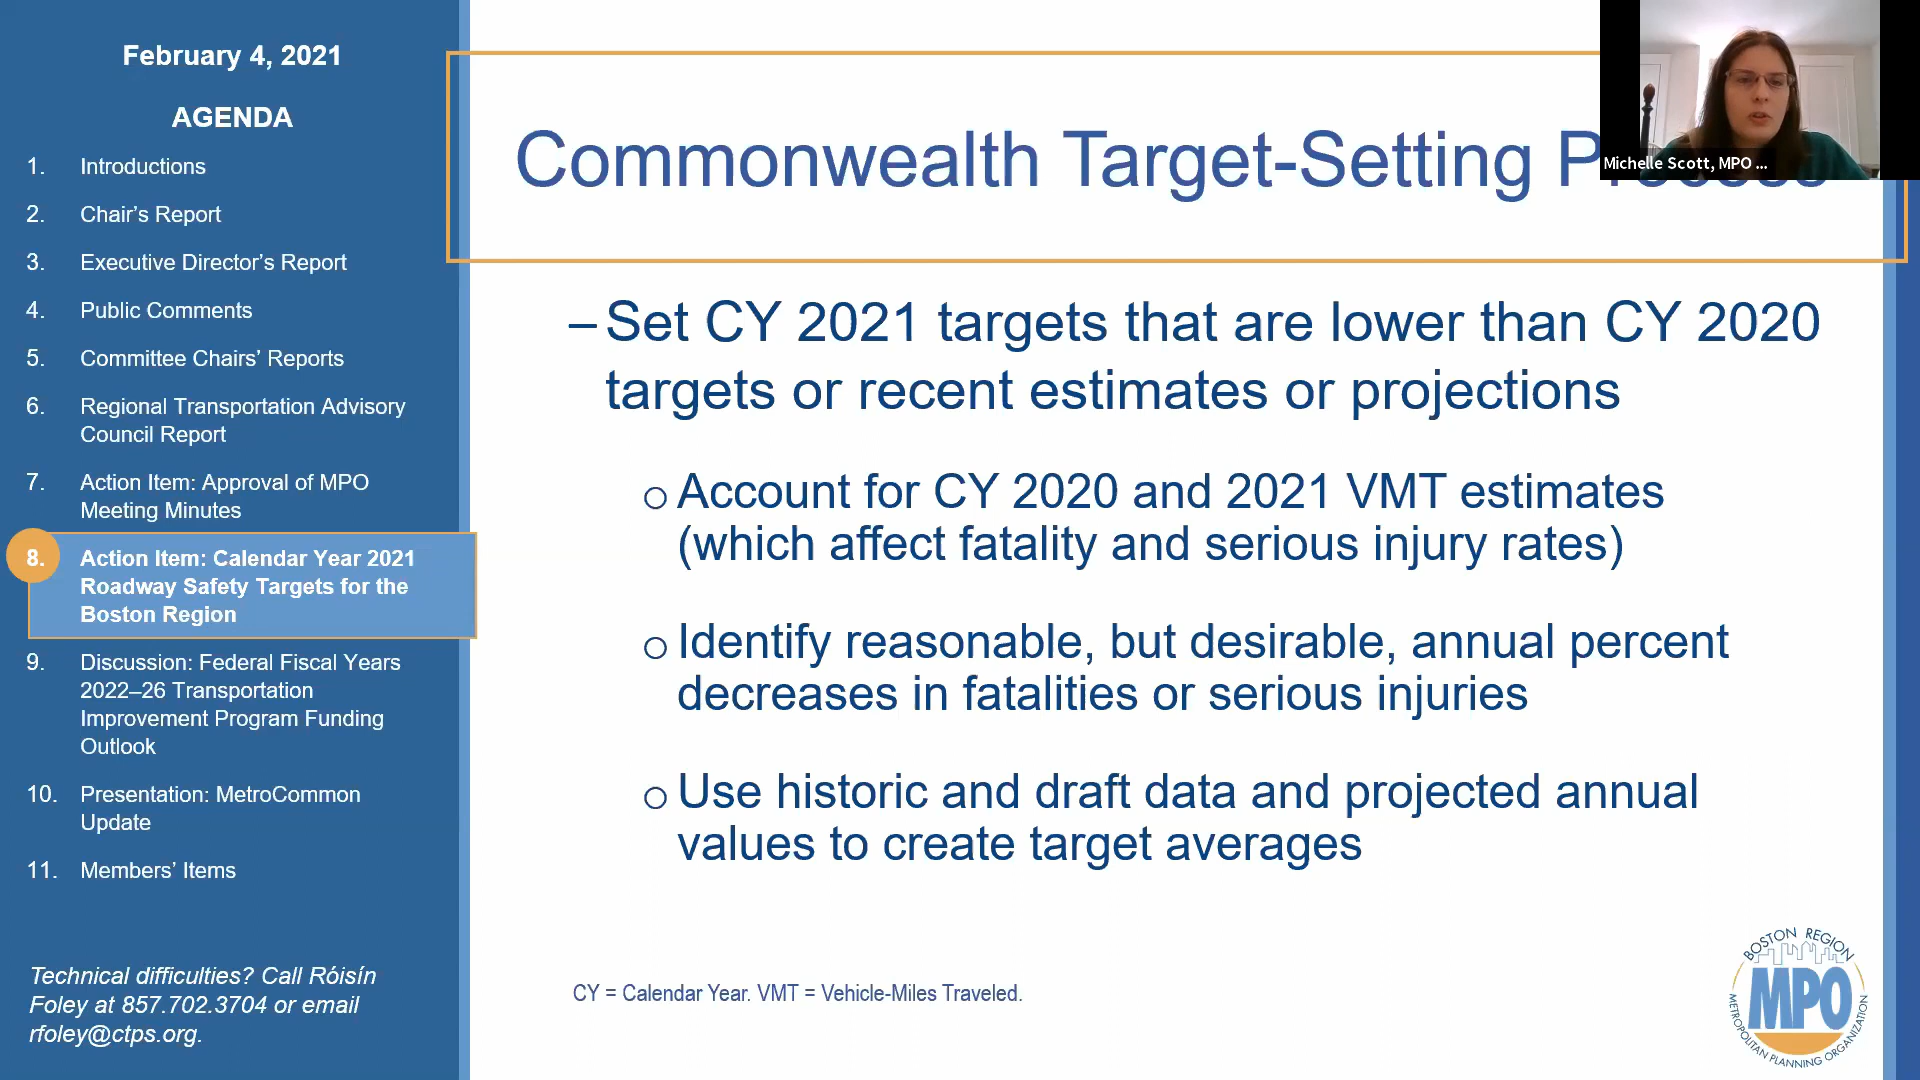 February 4, 2021
AGENDA
1. Introductions
2. Chair's Report
3. Executive Director's Report
4. Public Comments
5. Committee Chairs' Reports
6. Regional Transportation Advisory
Council Report
7. Action Item: Approval of MPO
Meeting Minutes
8. Action Item: Calendar Year 2021
Roadway Safety Targets for the
Boston Region
9. Discussion: Federal Fiscal Years
2022–26 Transportation
Improvement Program Funding
Outlook
10. Presentation: MetroCommon
Update
11. Members' Items
Technical difficulties? Call Róisín
Foley at 857.702.3704 or email
rfoley@ctps.org.
Commonwealth Target-Setting
Michelle Scott, MPO ...
–Set CY 2021 targets that are lower than CY 2020
targets or recent estimates or projections
o Account for CY 2020 and 2021 VMT estimates
(which affect fatality and serious injury rates)
o Identify reasonable, but desirable, annual percent
decreases in fatalities or serious injuries
o Use historic and draft data and projected annual
values to create target averages
CY = Calendar Year. VMT = Vehicle-Miles Traveled.
BOSTON REGION
MPO
METROPOLITAN PLANNING ORGANIZATION